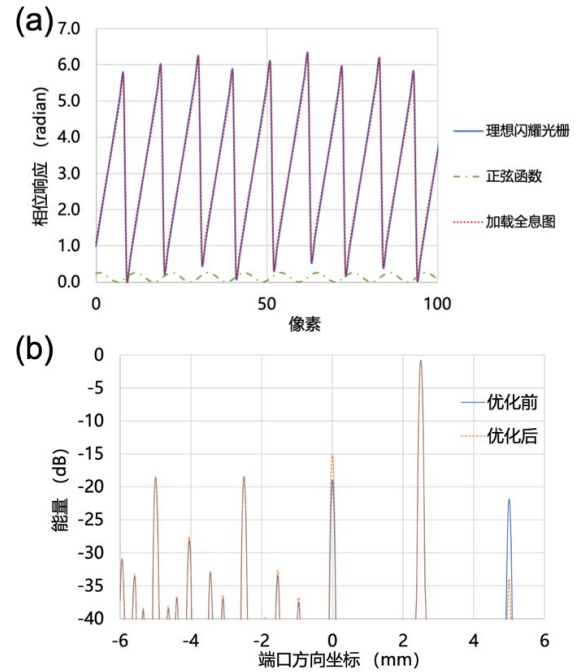 (a)
7.0
6.0
5.0
4.0
3.0
2.0
1.0
0.0
相位响应 （radian）
0
50
100
像素
理想闪耀光栅
正弦函数
加载全息图
(b)
0
-5
-10
-15
-20
-25
-30
-35
-40
能量 （dB）
-6
-4
-2
0
2
4
6
端口方向坐标 （mm）
优化前
优化后